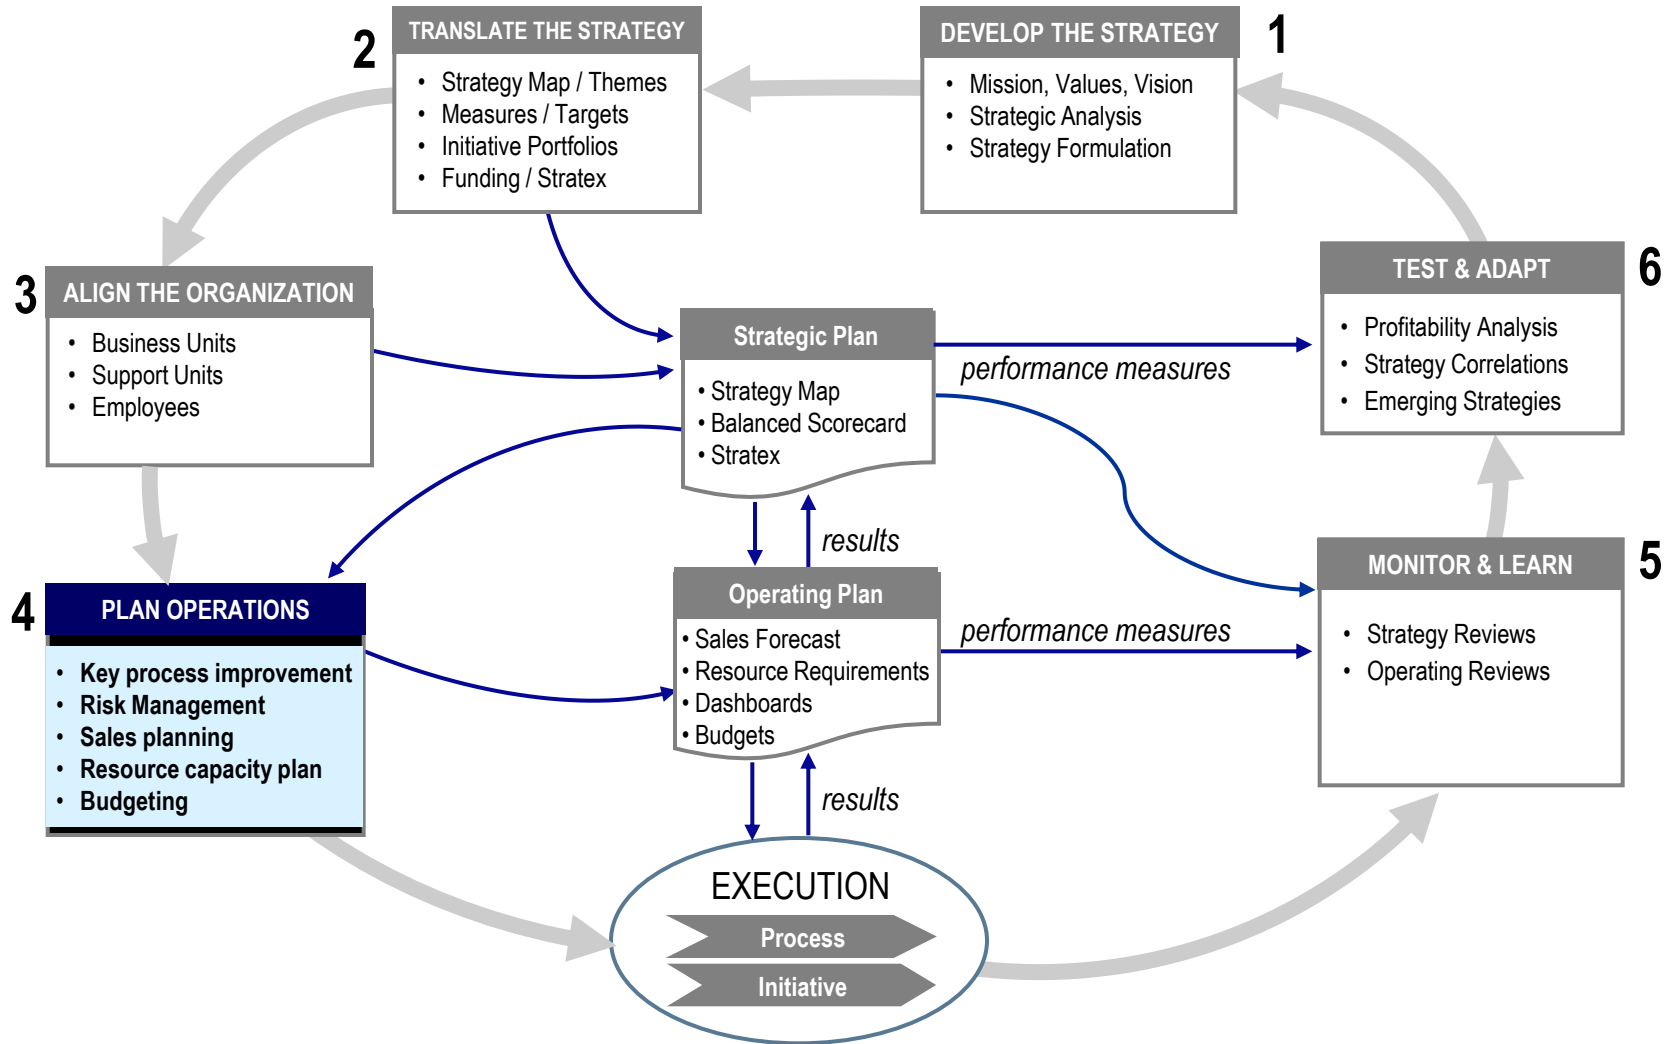 1
DEVELOP THE STRATEGY
• Mission, Values, Vision
• Strategic Analysis
• Strategy Formulation
2
TRANSLATE THE STRATEGY
• Strategy Map / Themes
• Measures / Targets
• Initiative Portfolios
• Funding / Stratex
3
ALIGN THE ORGANIZATION
• Business Units
• Support Units
• Employees
4
PLAN OPERATIONS
• Key process improvement
• Risk Management
• Sales planning
• Resource capacity plan
• Budgeting
Strategic Plan
• Strategy Map
• Balanced Scorecard
• Stratex
performance measures
results
Operating Plan
• Sales Forecast
• Resource Requirements
• Dashboards
• Budgets
performance measures
results
EXECUTION
Process
Initiative
5
MONITOR & LEARN
• Strategy Reviews
• Operating Reviews
6
TEST & ADAPT
• Profitability Analysis
• Strategy Correlations
• Emerging Strategies